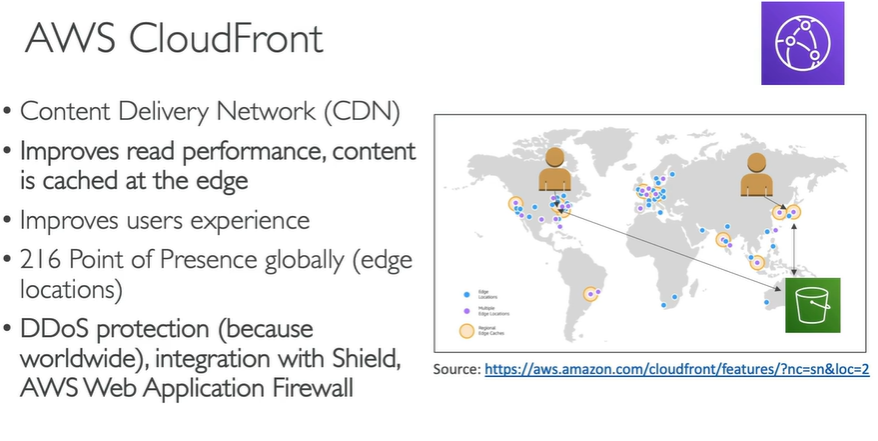 AWS CloudFront
• Content Delivery Network (CDN)
• Improves read performance, content
is cached at the edge
• Improves users experience
• 216 Point of Presence globally (edge
locations)
• DDoS protection (because
worldwide), integration with Shield,
AWS Web Application Firewall
Edge
Locations
Multiple
Edge Locations
Regional
Edge Caches
Source: https://aws.amazon.com/cloudfront/features/?nc=sn&loc=2